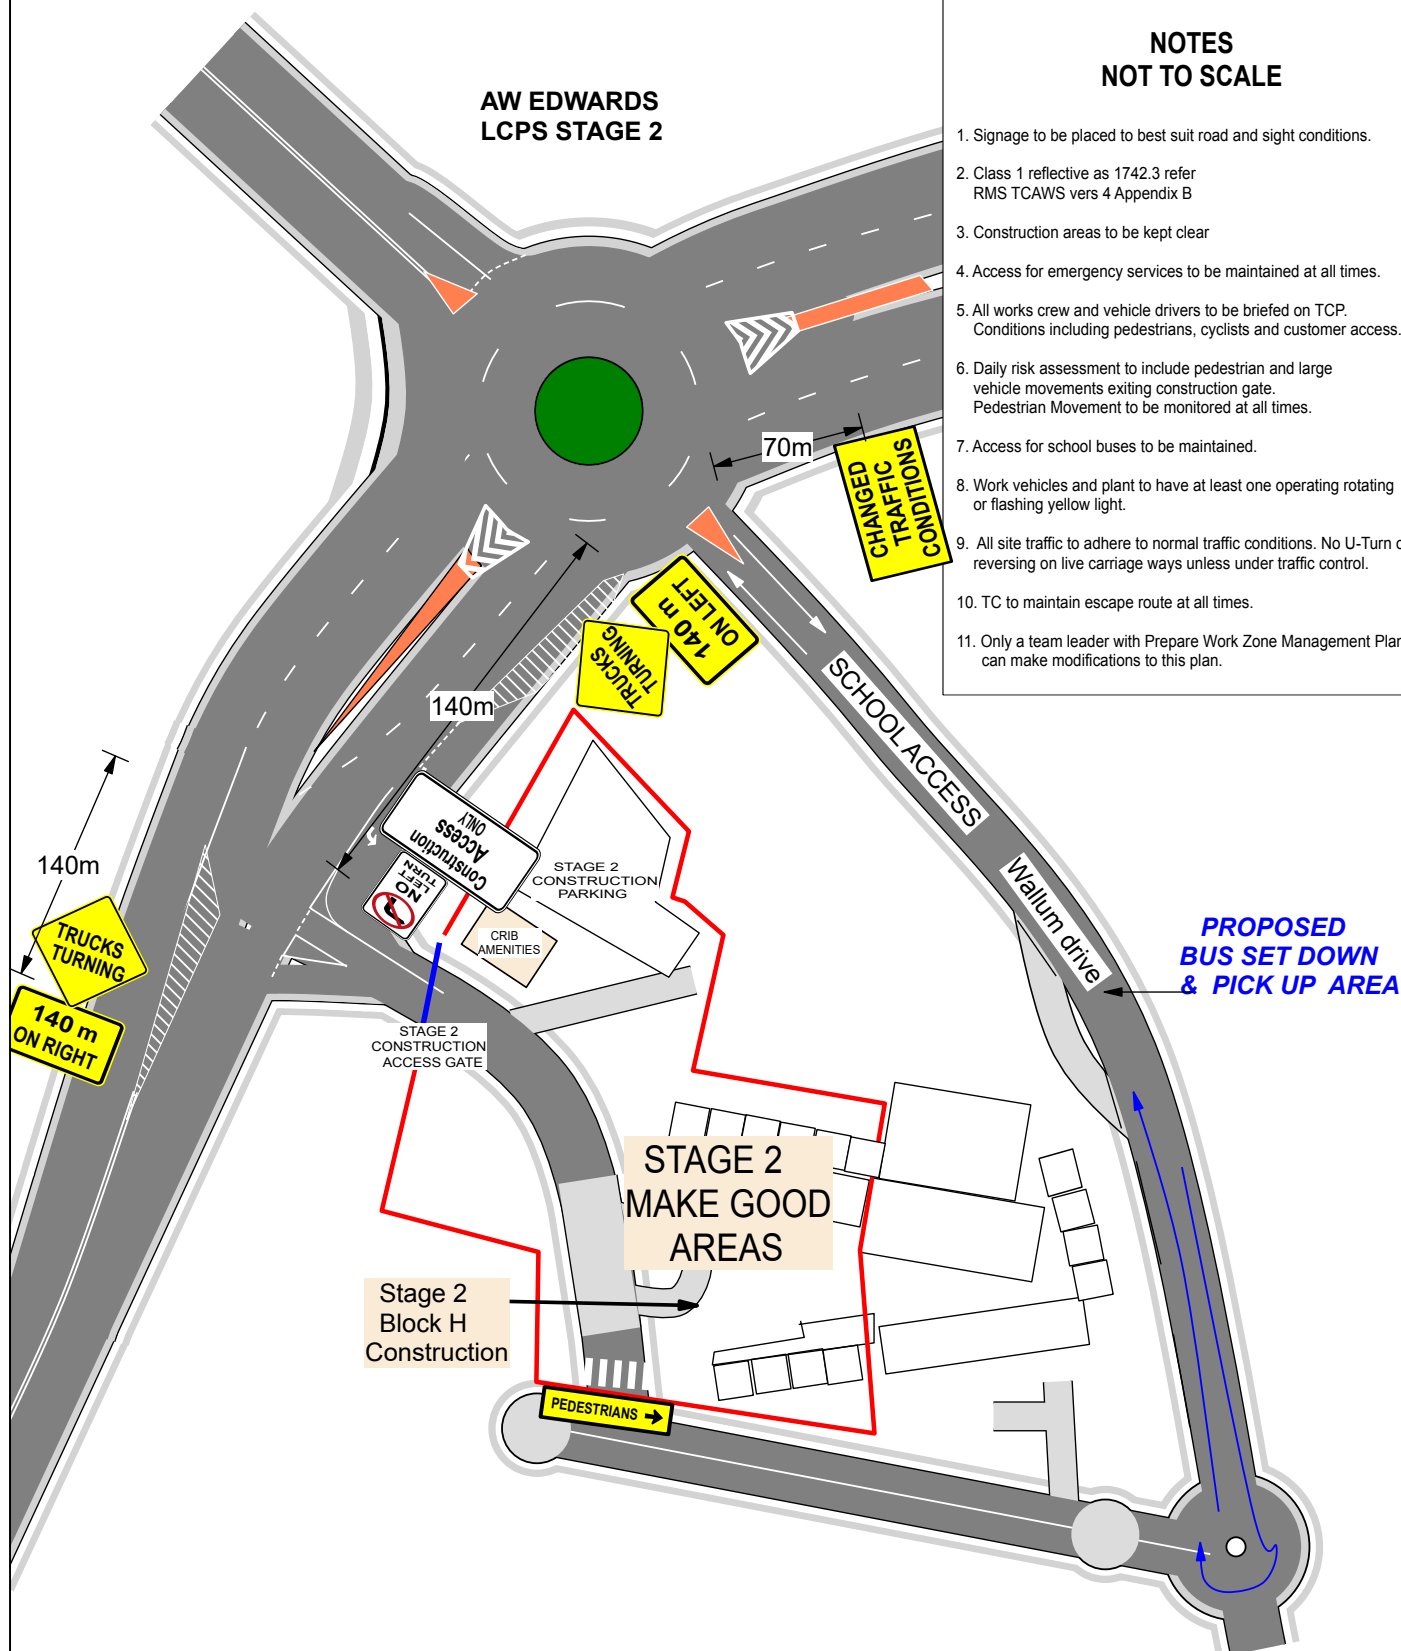 NOTES
NOT TO SCALE
1. Signage to be placed to best suit road and sight conditions.
2. Class 1 reflective as 1742.3 refer
RMS TCAWS vers 4 Appendix B
3. Construction areas to be kept clear
4. Access for emergency services to be maintained at all times.
5. All works crew and vehicle drivers to be briefed on TCP.
Conditions including pedestrians, cyclists and customer access.
6. Daily risk assessment to include pedestrian and large
vehicle movements exiting construction gate.
Pedestrian Movement to be monitored at all times.
7. Access for school buses to be maintained.
8. Work vehicles and plant to have at least one operating rotating
or flashing yellow light.
9. All site traffic to adhere to normal traffic conditions. No U-Turn
reversing on live carriage ways unless under traffic control.
10. TC to maintain escape route at all times.
11. Only a team leader with Prepare Work Zone Management Plan
can make modifications to this plan.
AW EDWARDS
LCPS STAGE 2
70m
CHANGED
TRAFFIC
CONDITIONS
140 m
ON LEFT
TRUCKS
TURNING
140m
SCHOOL ACCESS
Construction
Access
ONLY
NO
LEFT
TURN
STAGE 2
CONSTRUCTION
PARKING
CRIB
AMENITIES
140m
TRUCKS
TURNING
140 m
ON RIGHT
Wallum drive
PROPOSED
BUS SET DOWN
& PICK UP AREA
STAGE 2
CONSTRUCTION
ACCESS GATE
STAGE 2
MAKE GOOD
AREAS
Stage 2
Block H
Construction
PEDESTRIANS